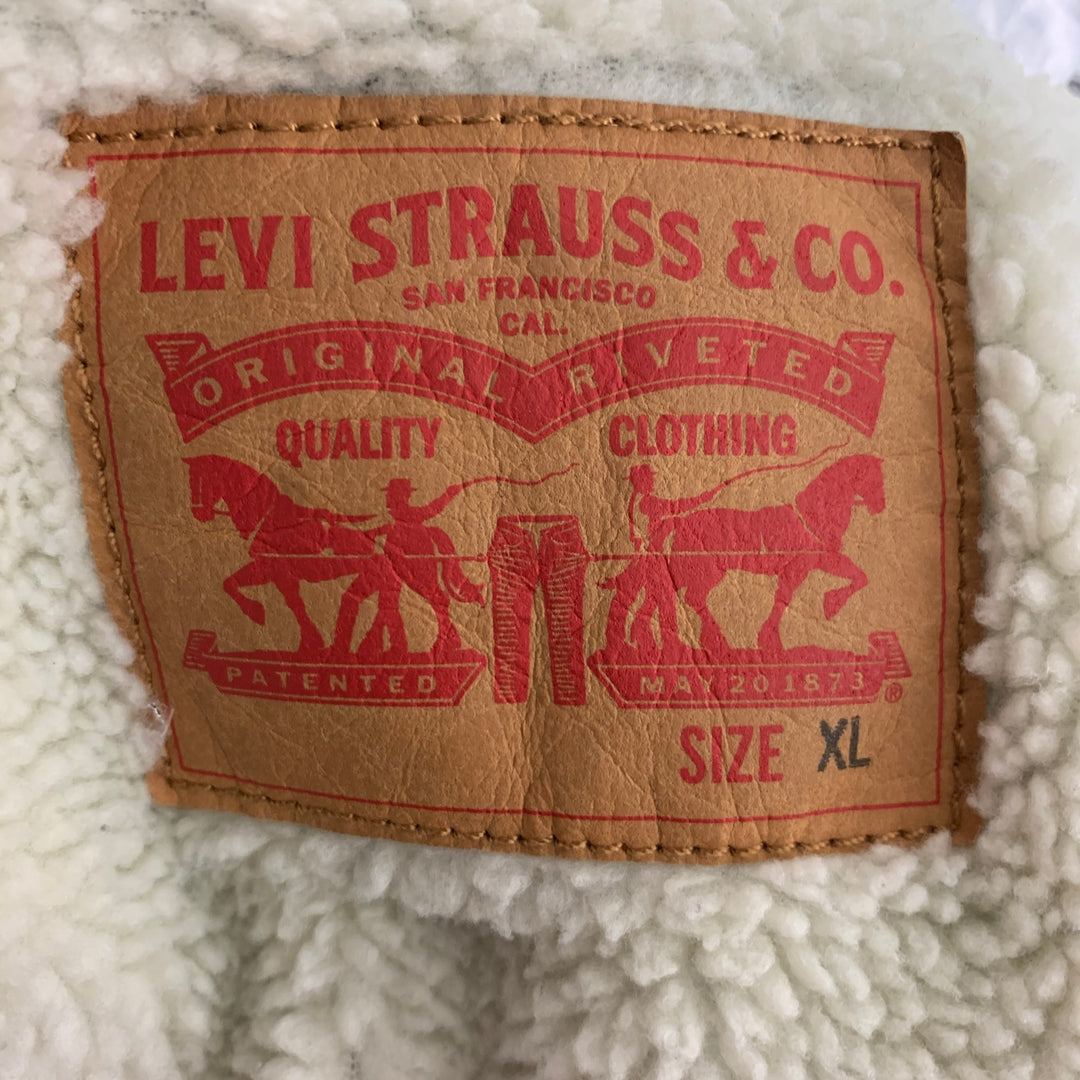 LEVI STRAUSS & CO.
SAN FRANCISCO
CAL.
ORIGINAL RIVETED
QUALITY CLOTHING
PATENTED MAY 20 1873 ®
SIZE XL